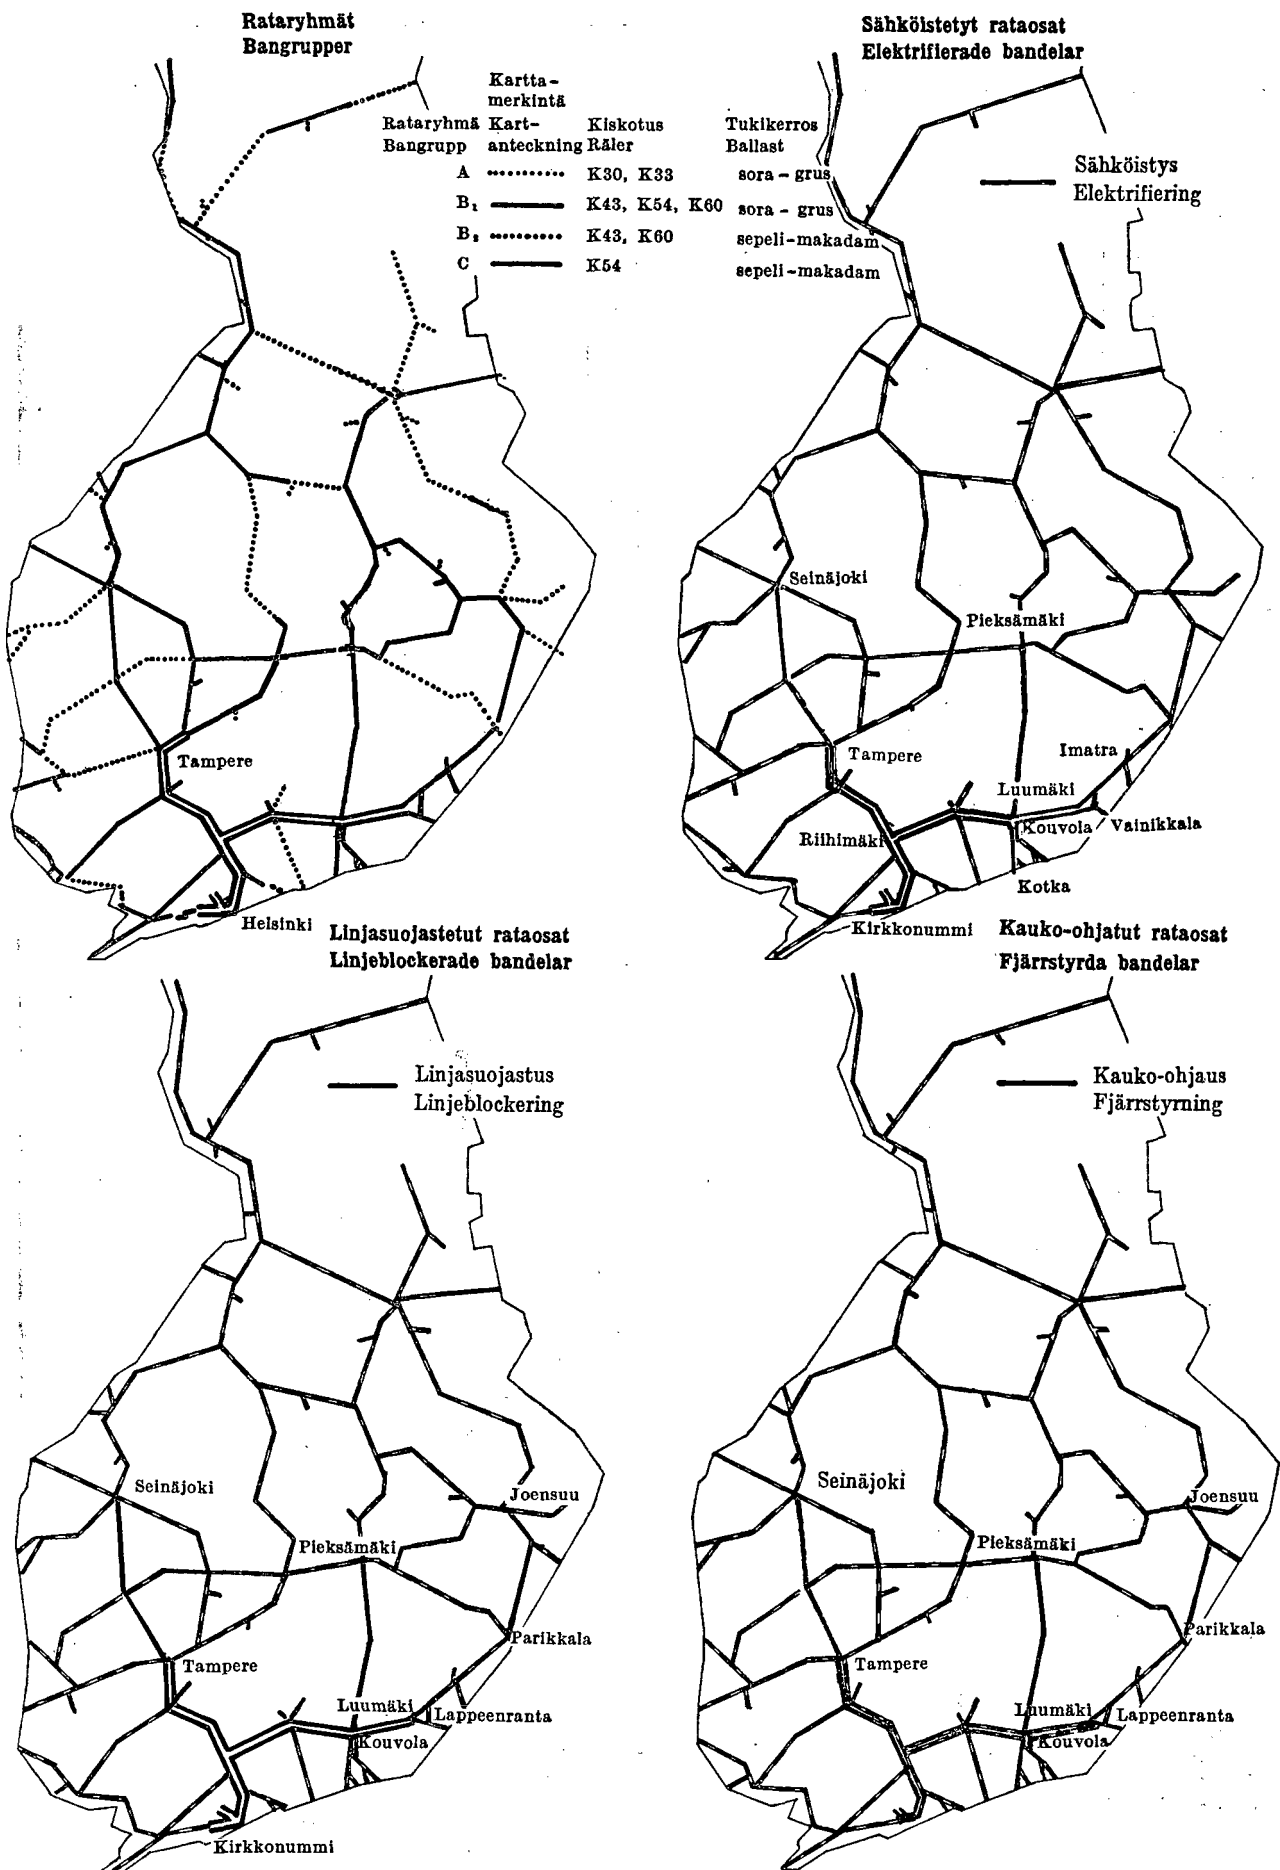 Rataryhmät
Bangrupper
Kartta-
merkintä
Rataryhmä Kart- Kiskotus Tukikerros
Bangrupp anteckning Räler Ballast
A K30, K33 sora - grus
B₁ K43, K54, K60 sora - grus
B₂ K43, K60 sepeli-makadam
C K54 sepeli-makadam
Tampere
Helsinki
Sähköistetyt rataosat
Elektrifierade bandelar
Sähköistys
Elektrifiering
Seinäjoki
Pieksämäki
Tampere
Imatra
Luumäki
Riihimäki
Kouvola
Vainikkala
Kotka
Kirkkonummi
Linjasuojastetut rataosat
Linjeblockerade bandelar
Linjasuojastus
Linjeblockering
Seinäjoki
Joensuu
Pieksämäki
Parikkala
Tampere
Luumäki
Lappeenranta
Kouvola
Kirkkonummi
Kauko-ohjatut rataosat
Fjärrstyrda bandelar
Kauko-ohjaus
Fjärrstyrning
Seinäjoki
Joensuu
Pieksämäki
Parikkala
Tampere
Luumäki
Lappeenranta
Kouvola